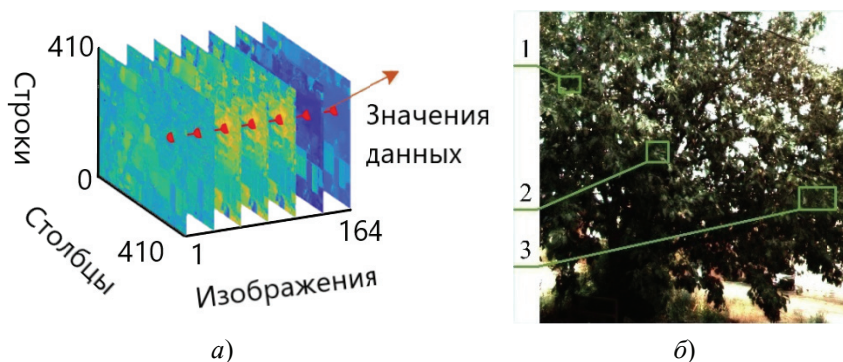 410
Строки
0
Столбцы
410
1
164
Изображения
Значения
данных
а)
1
2
3
б)